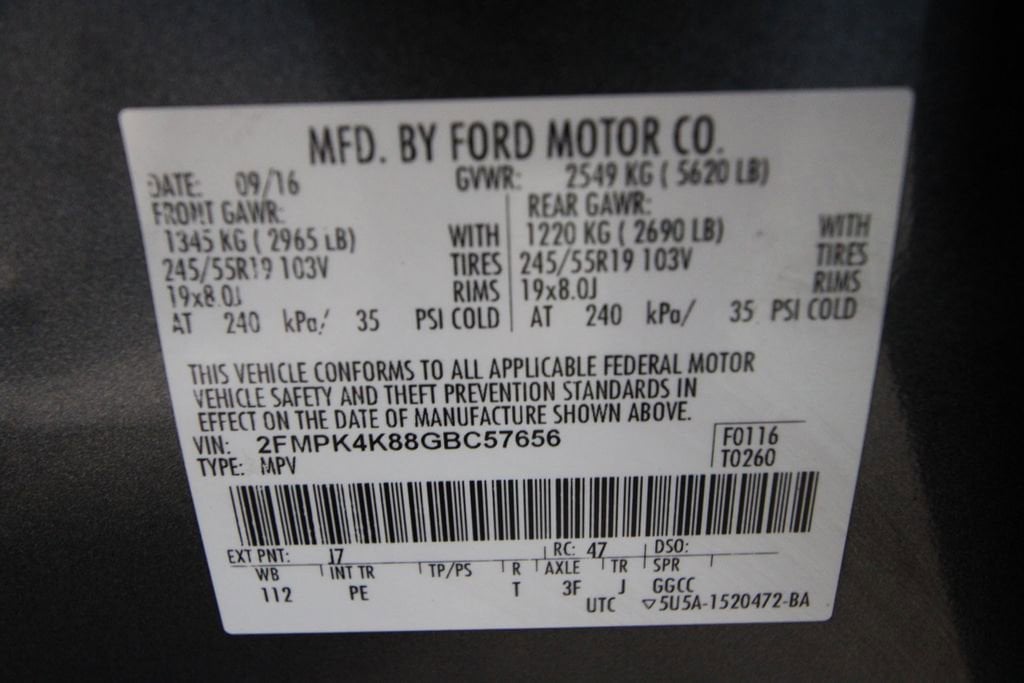 MFD. BY FORD MOTOR CO.
DATE: 09/16 GVWR: 2549 KG ( 5620 LB)
FRONT GAWR: REAR GAWR:
1345 KG ( 2965 LB) WITH 1220 KG ( 2690 LB) WITH
245/55R19 103V TIRES 245/55R19 103V TIRES
19x8.0J RIMS 19x8.0J RIMS
AT 240 kPa/ 35 PSI COLD AT 240 kPa/ 35 PSI COLD
THIS VEHICLE CONFORMS TO ALL APPLICABLE FEDERAL MOTOR
VEHICLE SAFETY AND THEFT PREVENTION STANDARDS IN
EFFECT ON THE DATE OF MANUFACTURE SHOWN ABOVE.
VIN: 2FMPK4K88GBC57656 F0116
TYPE: MPV T0260
EXT PNT: J7 RC: 47 DSO:
WB INT TR TP/PS R AXLE TR SPR
112 PE T 3F J GGCC
UTC ▽5U5A-1520472-BA